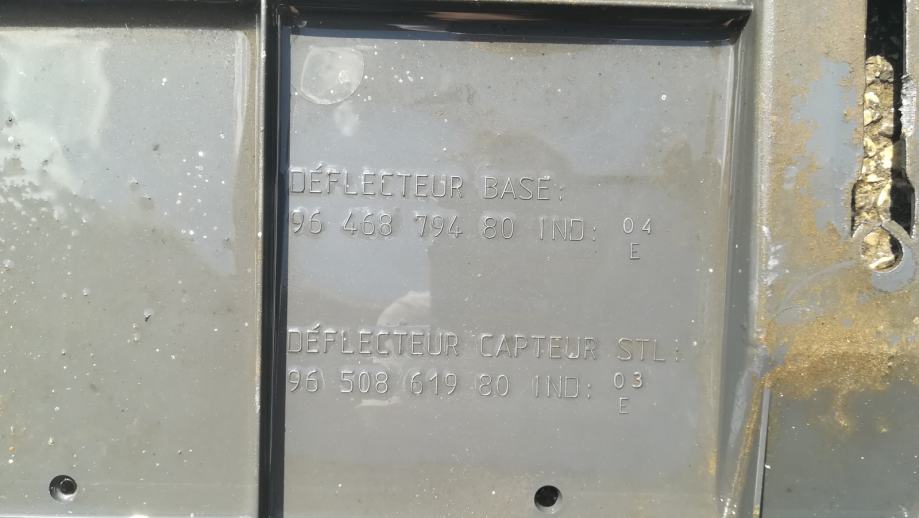 DÉFLECTEUR BASE:
96 468 794 80 IND: 04
E
DÉFLECTEUR CAPTEUR STL:
96 508 619 80 IND: 03
E